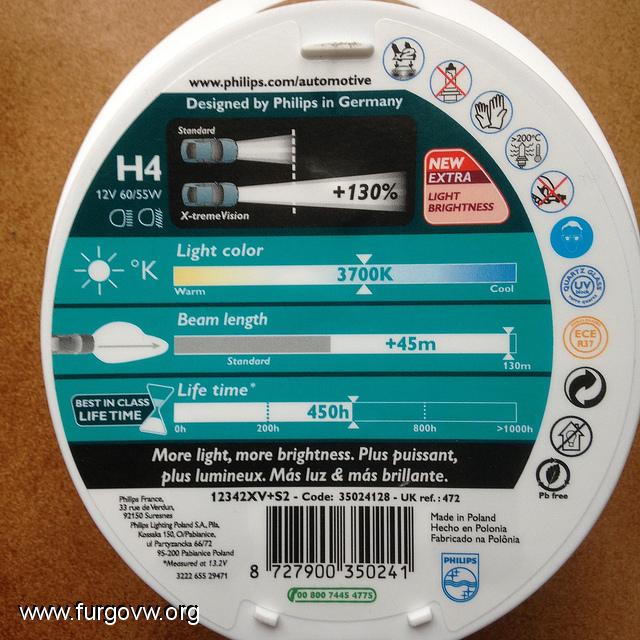 www.philips.com/automotive
Designed by Philips in Germany
Standard
H4
12V 60/55W
+130%
X-tremeVision
NEW
EXTRA
LIGHT
BRIGHTNESS
>200°C
Light color
°K
3700K
Warm
Cool
QUARTZ GLASS
UV
block
ECE
R37
Beam length
+45m
Standard
130m
BEST IN CLASS
LIFE TIME
Life time*
450h
0h
200h
800h
>1000h
More light, more brightness. Plus puissant,
plus lumineux. Más luz & más brillante.
Pb free
12342XV+S2 - Code: 35024128 - UK ref.: 472
Philips France,
33 rue de Verdun,
92150 Suresnes
Philips Lighting Poland S.A., Piła,
Kossaka 150, O/Pabianice,
ul Partyzancka 66/72
95-200 Pabianice Poland
*Measured at 13.2V
3222 655 29471
8 727900 350241
00 800 7445 4775
Made in Poland
Hecho en Polonia
Fabricado na Polônia
PHILIPS
www.furgovw.org